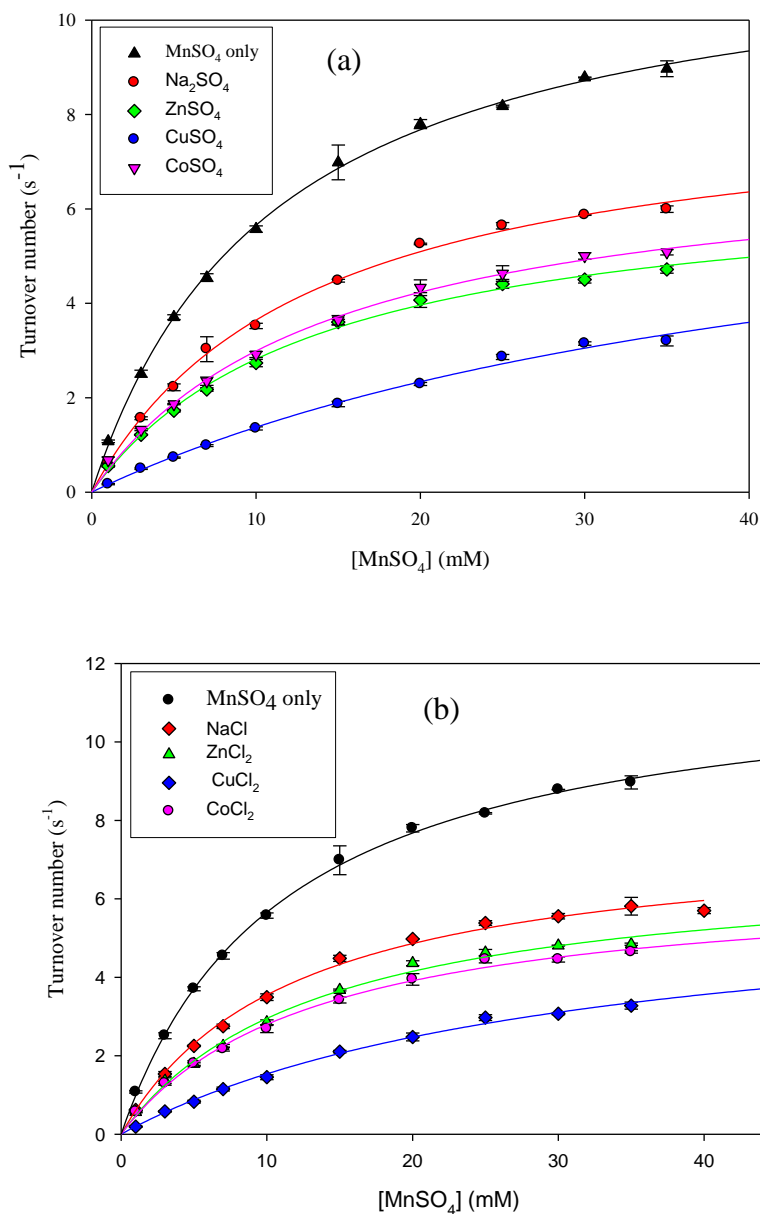 (a)
MnSO₄ only
Na₂SO₄
ZnSO₄
CuSO₄
CoSO₄
Turnover number (s⁻¹)
10
8
6
4
2
0
0 10 20 30 40
[MnSO₄] (mM)
(b)
MnSO4 only
NaCl
ZnCl₂
CuCl₂
CoCl₂
Turnover number (s⁻¹)
12
10
8
6
4
2
0
0 10 20 30 40
[MnSO₄] (mM)